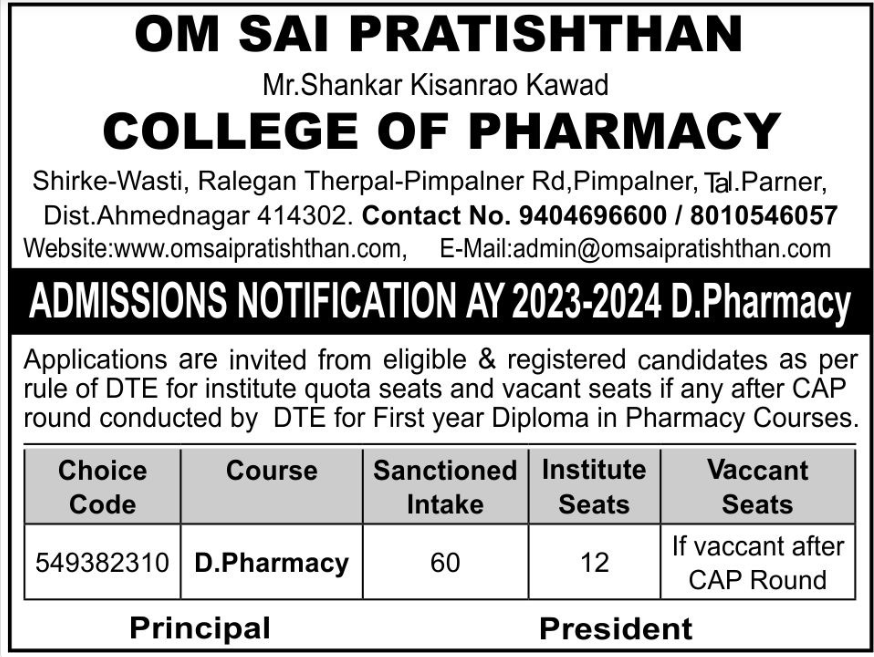 OM SAI PRATISHTHAN
Mr.Shankar Kisanrao Kawad
COLLEGE OF PHARMACY
Shirke-Wasti, Ralegan Therpal-Pimpalner Rd,Pimpalner, Tal.Parner,
Dist.Ahmednagar 414302. Contact No. 9404696600 / 8010546057
Website:www.omsaipratishthan.com, E-Mail:admin@omsaipratishthan.com
ADMISSIONS NOTIFICATION AY 2023-2024 D.Pharmacy
Applications are invited from eligible & registered candidates as per
rule of DTE for institute quota seats and vacant seats if any after CAP
round conducted by DTE for First year Diploma in Pharmacy Courses.
Choice Code | Course | Sanctioned Intake | Institute Seats | Vaccant Seats
549382310 | D.Pharmacy | 60 | 12 | If vaccant after CAP Round
Principal President